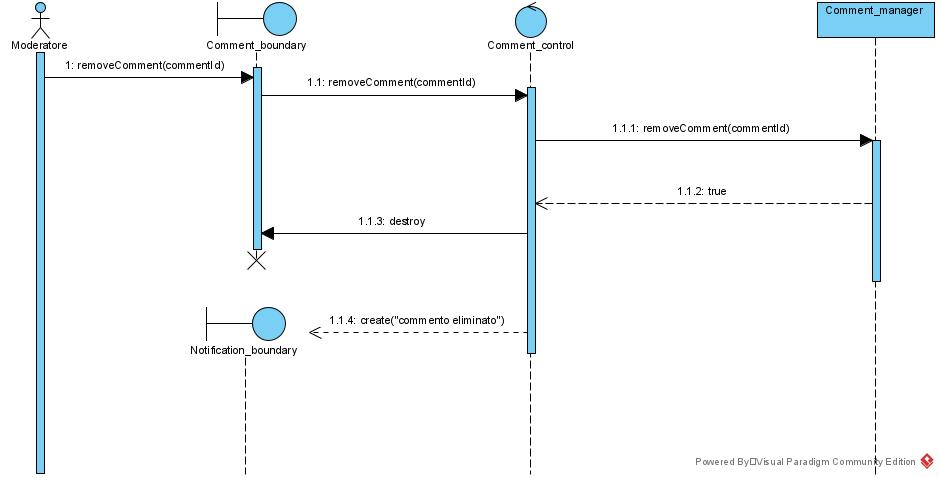 Comment_manager
Moderatore
Comment_boundary
Comment_control
1: removeComment(commentId)
1.1: removeComment(commentId)
1.1.1: removeComment(commentId)
1.1.2: true
1.1.3: destroy
1.1.4: create("commento eliminato")
Notification_boundary
Powered By□Visual Paradigm Community Edition